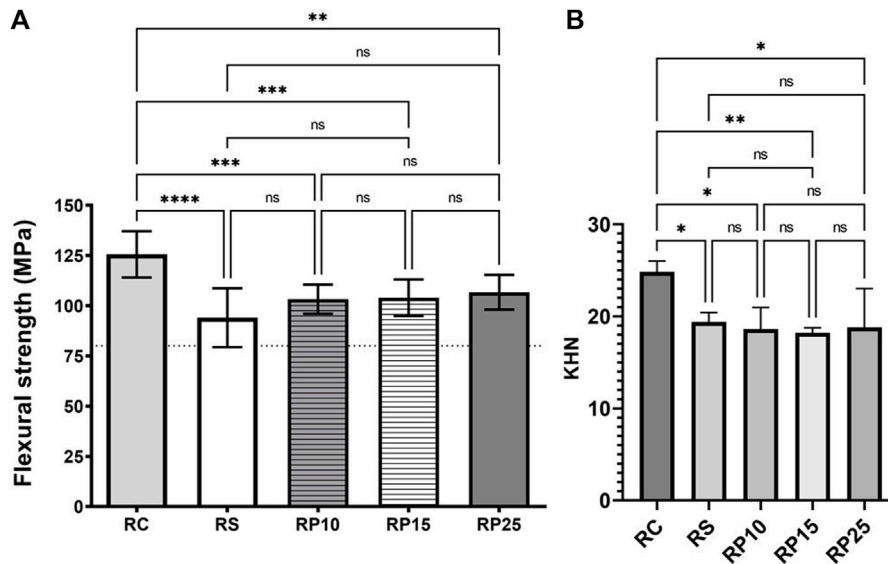 A
**
ns
***
ns
*** ns
**** ns ns ns
Flexural strength (MPa)
150
125
100
75
50
25
0
RC RS RP10 RP15 RP25
B
*
ns
**
ns
* ns
* ns ns ns
KHN
30
20
10
0
RC RS RP10 RP15 RP25